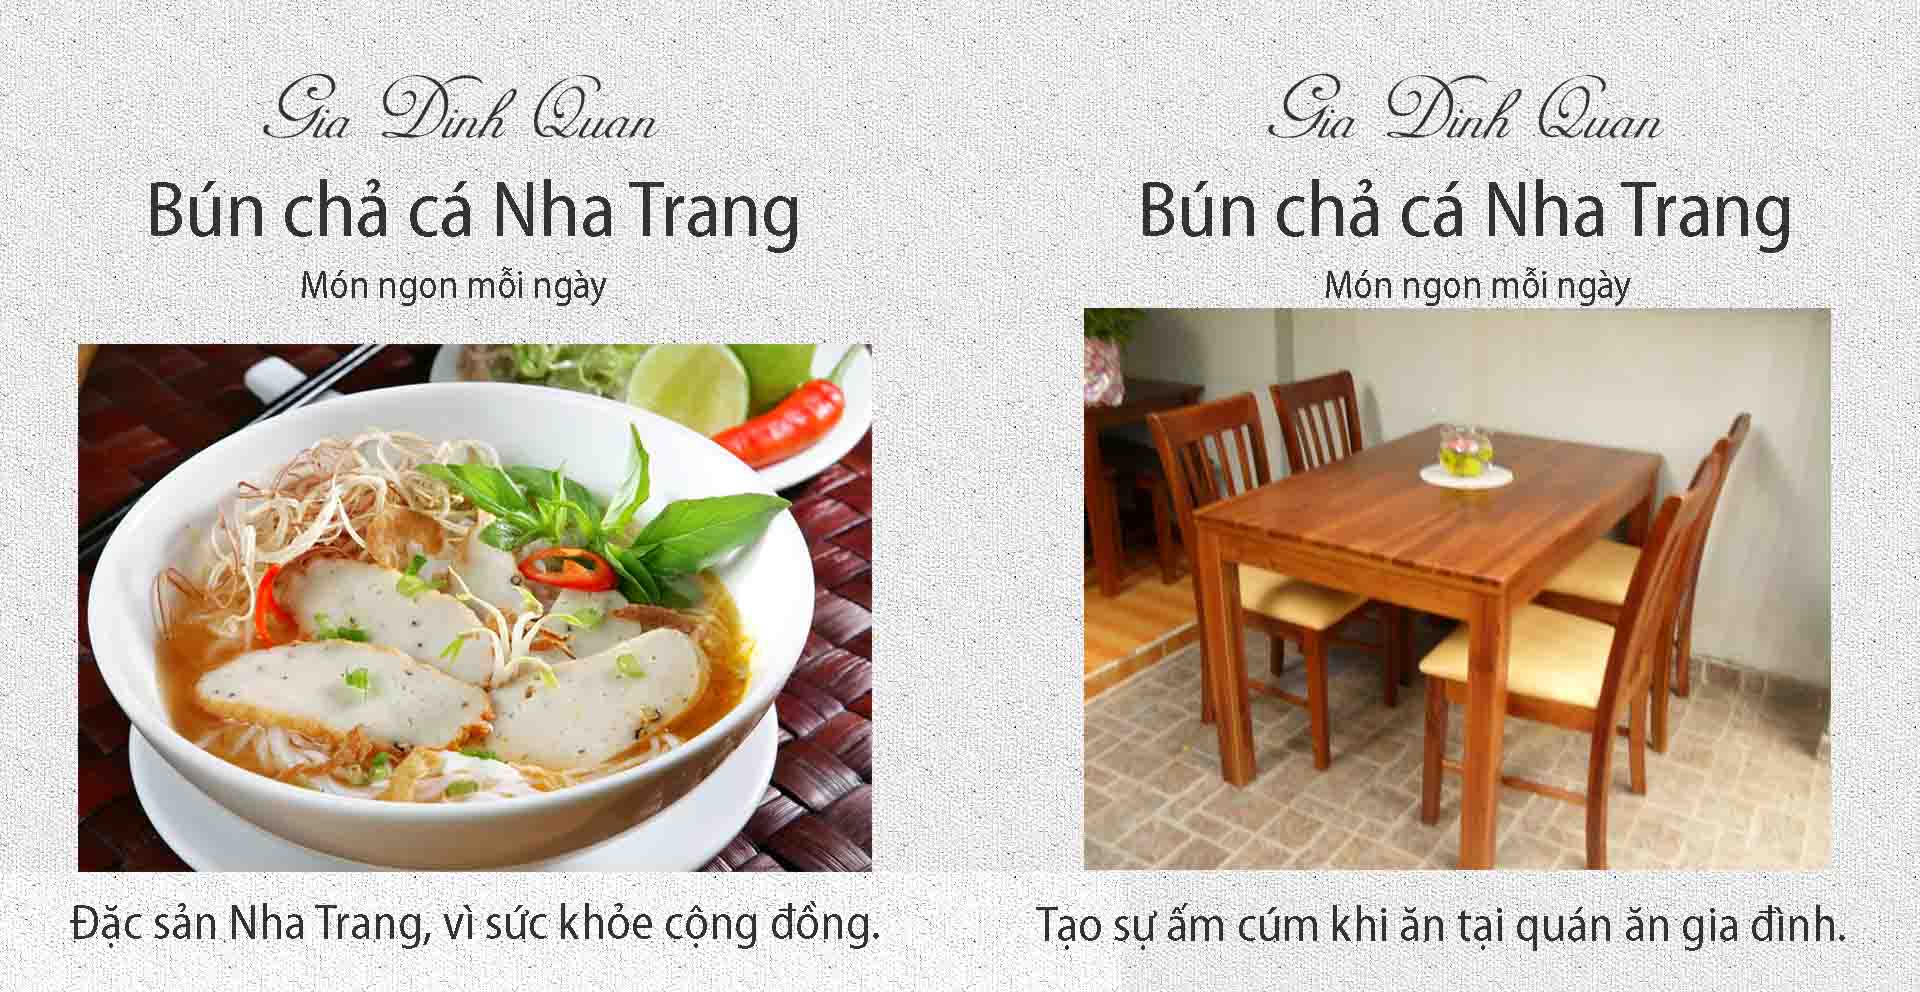 Gia Dinh Quan
Bún chả cá Nha Trang
Món ngon mỗi ngày
Đặc sản Nha Trang, vì sức khỏe cộng đồng.
Gia Dinh Quan
Bún chả cá Nha Trang
Món ngon mỗi ngày
Tạo sự ấm cúm khi ăn tại quán ăn gia đình.